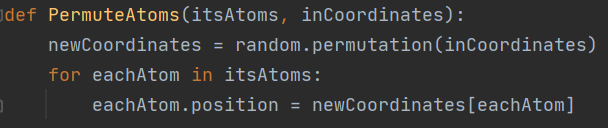 def PermuteAtoms(itsAtoms, inCoordinates):
    newCoordinates = random.permutation(inCoordinates)
    for eachAtom in itsAtoms:
        eachAtom.position = newCoordinates[eachAtom]